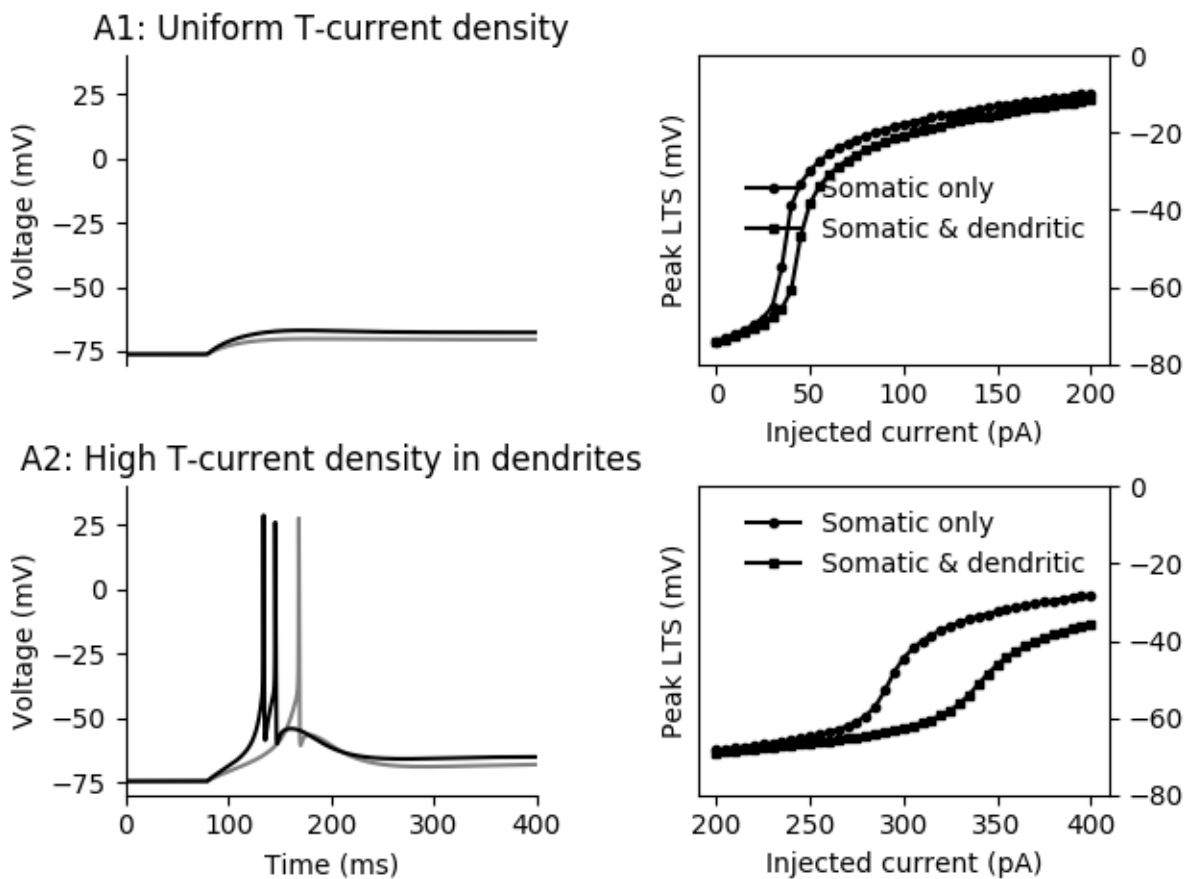 A1: Uniform T-current density
25
0
−25
−50
−75
Voltage (mV)
Peak LTS (mV)
Somatic only
Somatic & dendritic
0
−20
−40
−60
−80
0
50
100
150
200
Injected current (pA)
A2: High T-current density in dendrites
25
0
−25
−50
−75
Voltage (mV)
0
100
200
300
400
Time (ms)
Peak LTS (mV)
Somatic only
Somatic & dendritic
0
−20
−40
−60
−80
200
250
300
350
400
Injected current (pA)